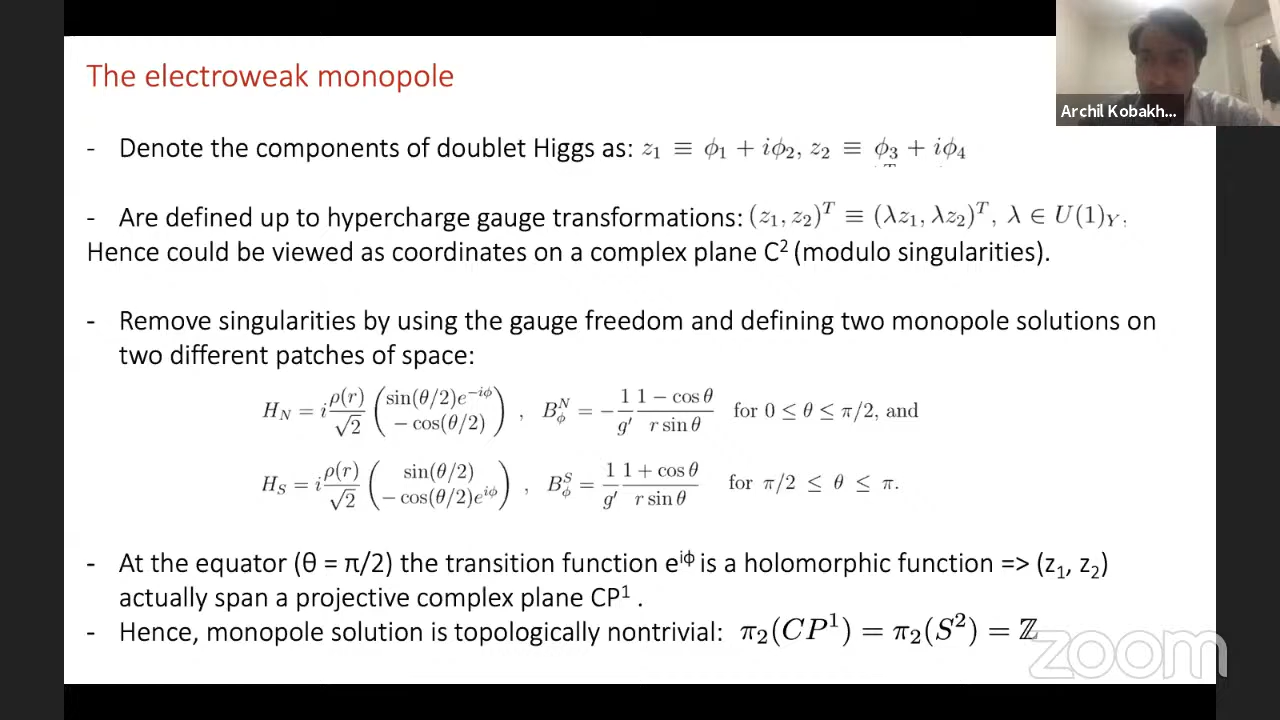 The electroweak monopole
Archil Kobakh...
- Denote the components of doublet Higgs as: z₁ ≡ ϕ₁ + iϕ₂, z₂ ≡ ϕ₃ + iϕ₄
- Are defined up to hypercharge gauge transformations: (z₁, z₂)ᵀ ≡ (λz₁, λz₂)ᵀ, λ ∈ U(1)_Y
Hence could be viewed as coordinates on a complex plane C² (modulo singularities).
- Remove singularities by using the gauge freedom and defining two monopole solutions on
two different patches of space:
H_N = i ρ(r)/√2 ( sin(θ/2)e^{-iϕ} ; − cos(θ/2) ) , B_ϕ^N = − 1/g′ (1 − cos θ)/(r sin θ) for 0 ≤ θ ≤ π/2, and
H_S = i ρ(r)/√2 ( sin(θ/2) ; − cos(θ/2)e^{iϕ} ) , B_ϕ^S = 1/g′ (1 + cos θ)/(r sin θ) for π/2 ≤ θ ≤ π.
- At the equator (θ = π/2) the transition function e^{iϕ} is a holomorphic function => (z₁, z₂)
actually span a projective complex plane CP¹ .
- Hence, monopole solution is topologically nontrivial: π₂(CP¹) = π₂(S²) = ℤ
zoom